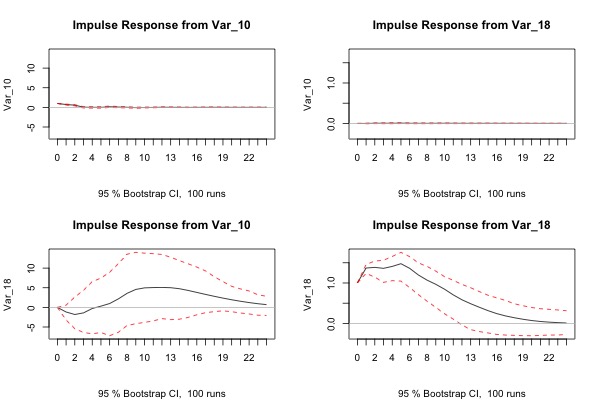 Impulse Response from Var_10
Var_10
10
5
0
-5
0 2 4 6 8 10 13 16 19 22
95 % Bootstrap CI, 100 runs
Impulse Response from Var_18
Var_10
1.0
0.0
0 2 4 6 8 10 13 16 19 22
95 % Bootstrap CI, 100 runs
Impulse Response from Var_10
Var_18
10
5
0
-5
0 2 4 6 8 10 13 16 19 22
95 % Bootstrap CI, 100 runs
Impulse Response from Var_18
Var_18
1.0
0.0
0 2 4 6 8 10 13 16 19 22
95 % Bootstrap CI, 100 runs